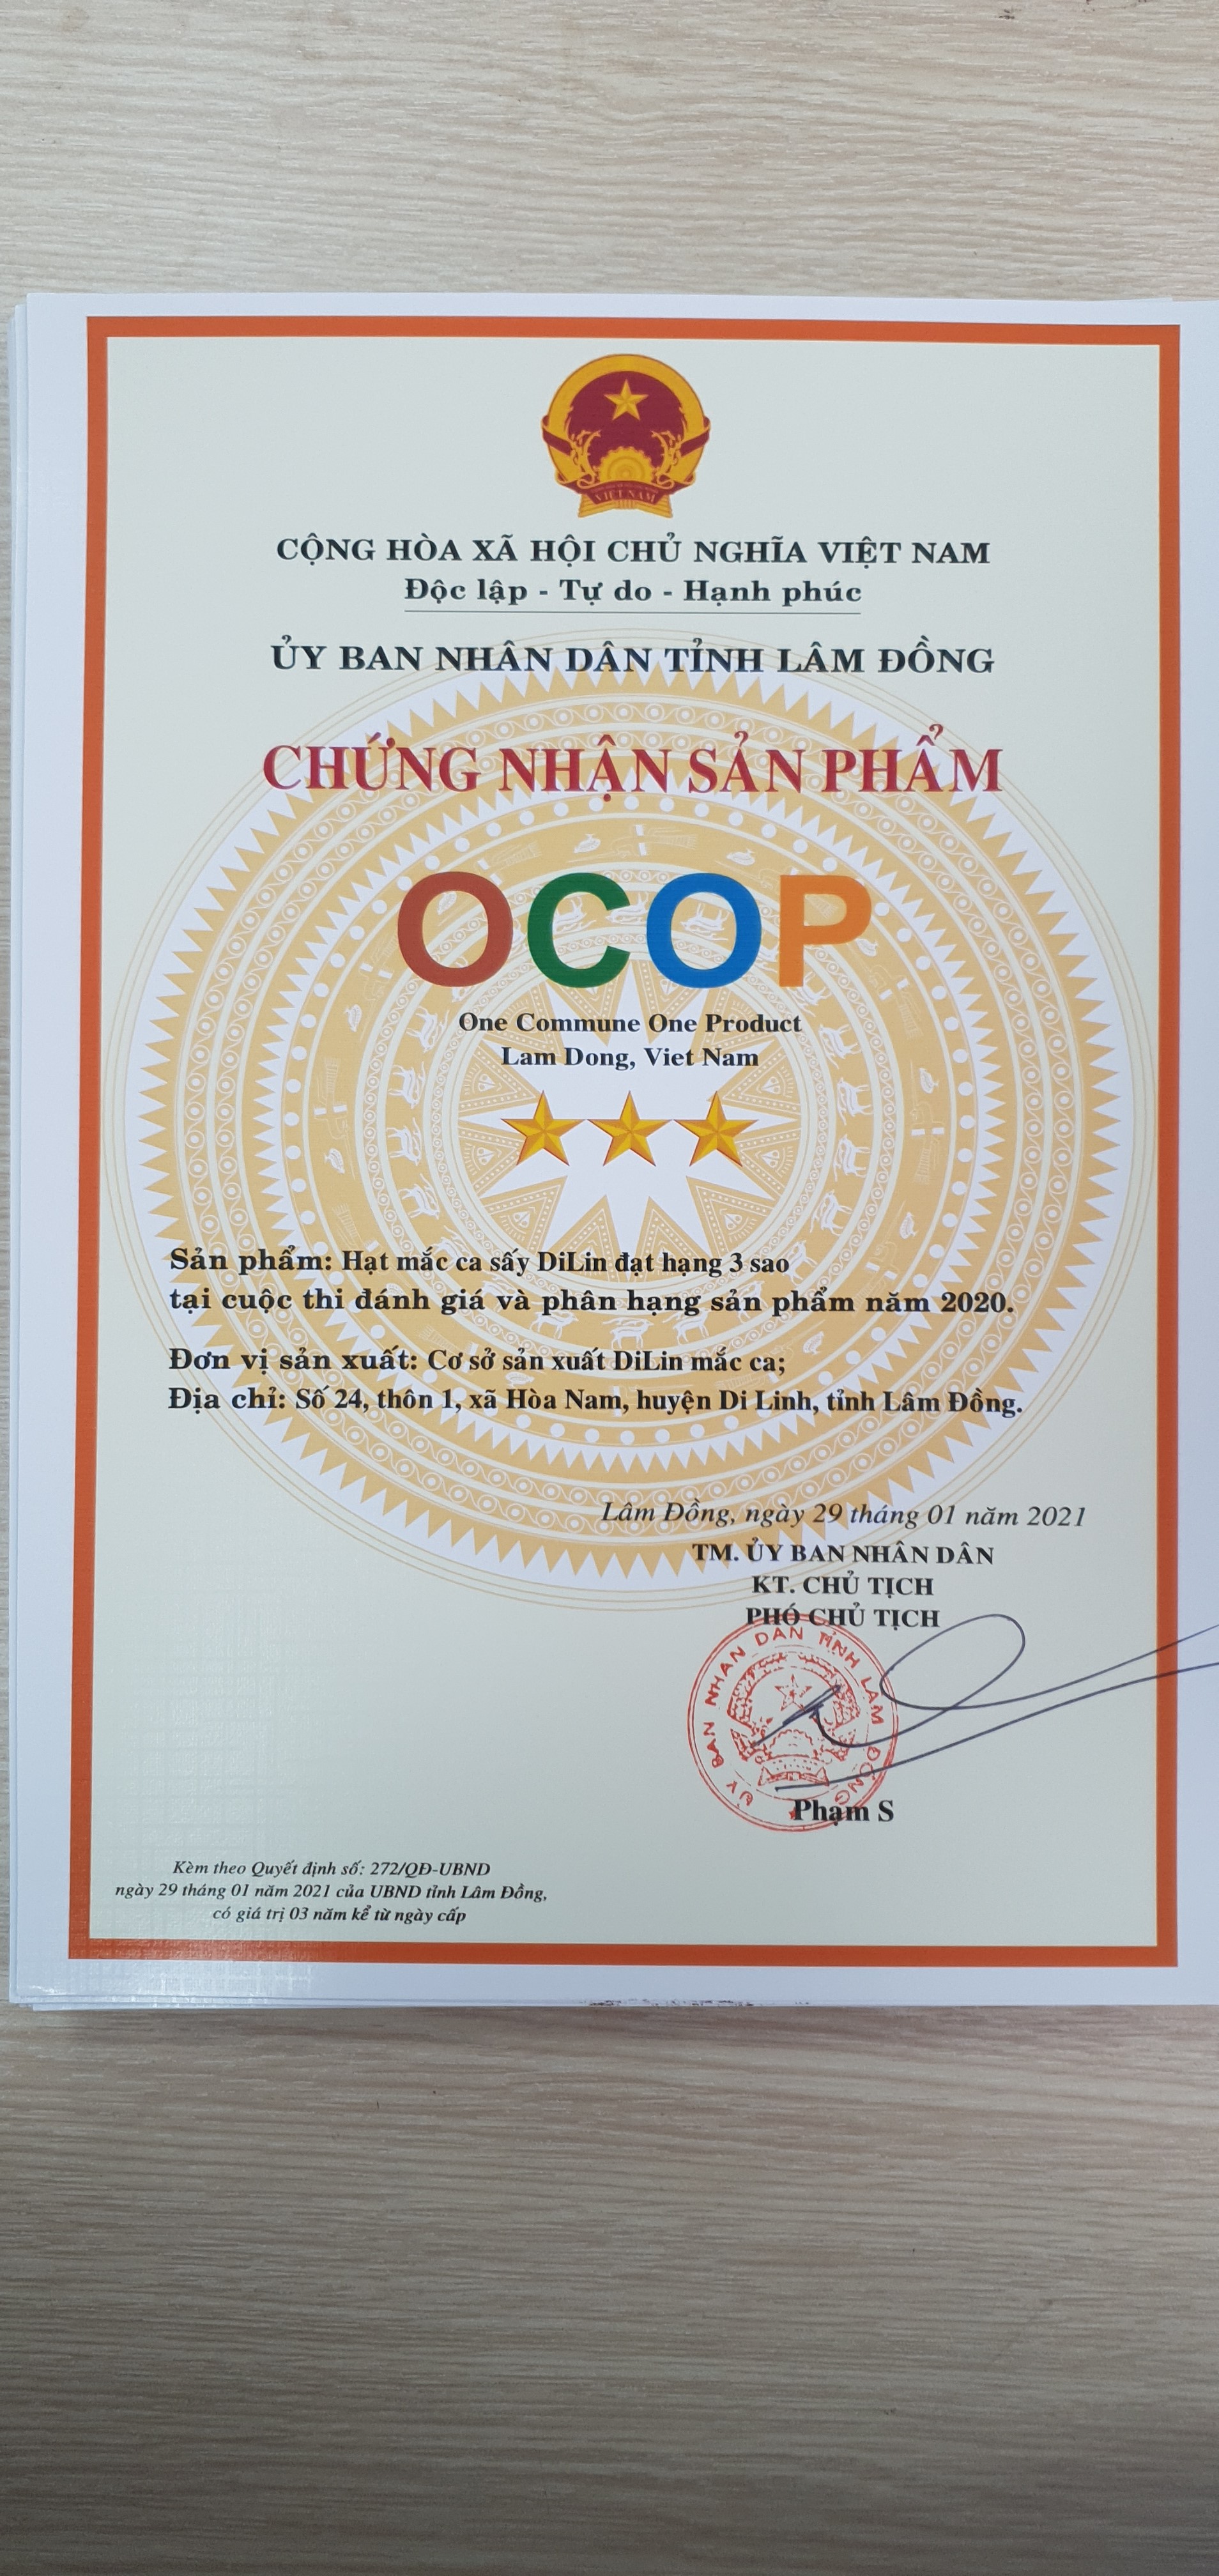 VIỆT NAM
CỘNG HÒA XÃ HỘI CHỦ NGHĨA VIỆT NAM
Độc lập - Tự do - Hạnh phúc
ỦY BAN NHÂN DÂN TỈNH LÂM ĐỒNG
CHỨNG NHẬN SẢN PHẨM
OCOP
One Commune One Product
Lam Dong, Viet Nam
Sản phẩm: Hạt mắc ca sấy DiLin đạt hạng 3 sao
tại cuộc thi đánh giá và phân hạng sản phẩm năm 2020.
Đơn vị sản xuất: Cơ sở sản xuất DiLin mắc ca;
Địa chỉ: Số 24, thôn 1, xã Hòa Nam, huyện Di Linh, tỉnh Lâm Đồng.
Lâm Đồng, ngày 29 tháng 01 năm 2021
TM. ỦY BAN NHÂN DÂN
KT. CHỦ TỊCH
PHÓ CHỦ TỊCH
ỦY BAN NHÂN DÂN TỈNH LÂM ĐỒNG
Phạm S
Kèm theo Quyết định số: 272/QĐ-UBND
ngày 29 tháng 01 năm 2021 của UBND tỉnh Lâm Đồng,
có giá trị 03 năm kể từ ngày cấp